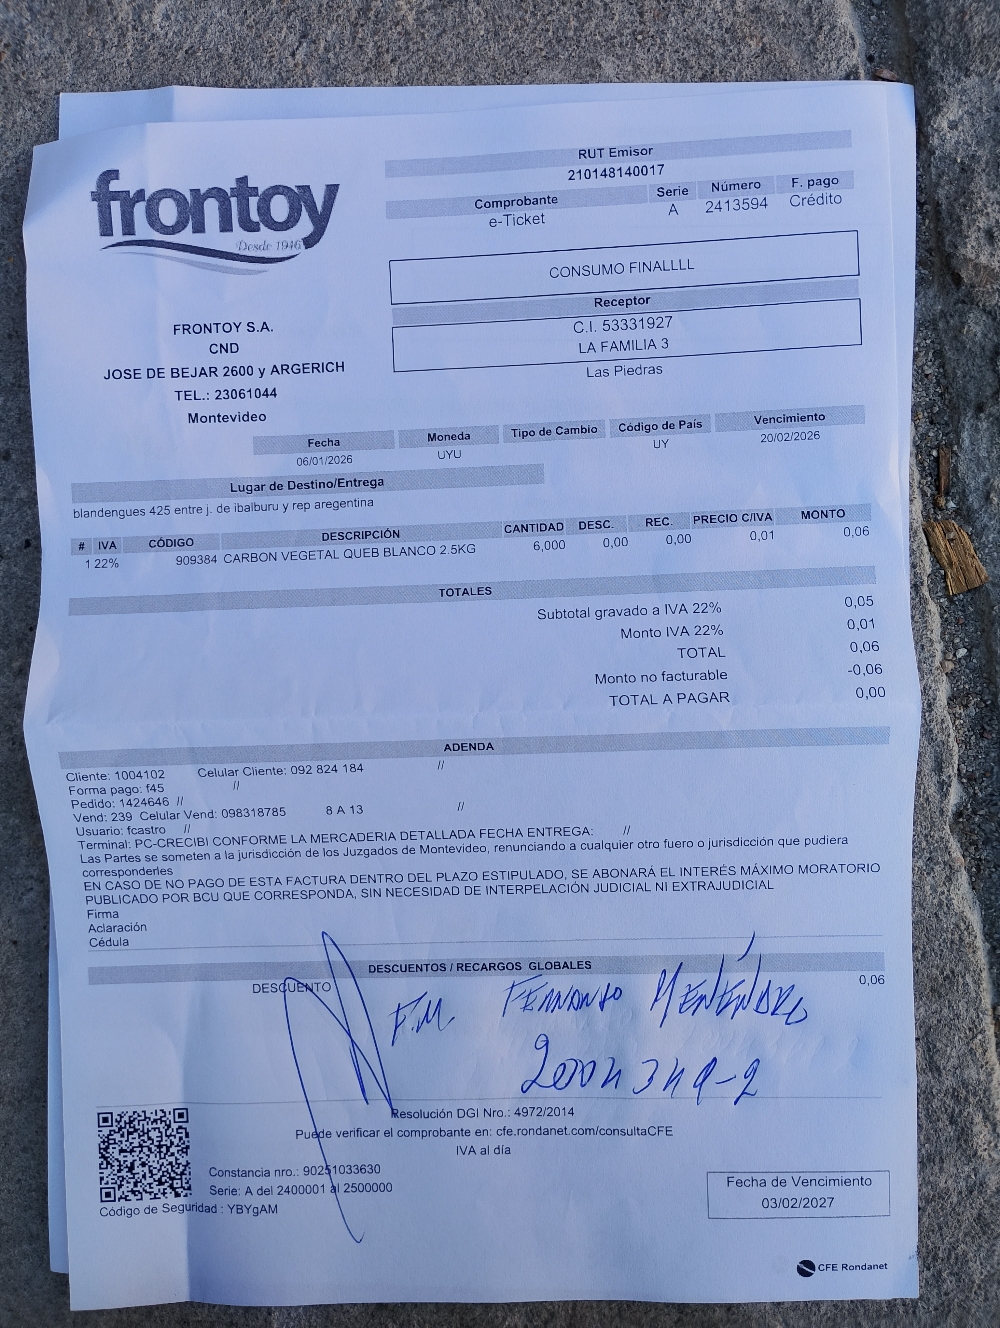 frontoy
Desde 1946
FRONTOY S.A.
CND
JOSE DE BEJAR 2600 y ARGERICH
TEL.: 23061044
Montevideo
RUT Emisor
210148140017
Comprobante Serie Número F. pago
e-Ticket A 2413594 Crédito
CONSUMO FINALLLL
Receptor
C.I. 53331927
LA FAMILIA 3
Las Piedras
Fecha Moneda Tipo de Cambio Código de País Vencimiento
06/01/2026 UYU UY 20/02/2026
Lugar de Destino/Entrega
blandengues 425 entre j. de ibalburu y rep aregentina
# IVA CÓDIGO DESCRIPCIÓN CANTIDAD DESC. REC. PRECIO C/IVA MONTO
1 22% 909384 CARBON VEGETAL QUEB BLANCO 2.5KG 6,000 0,00 0,00 0,01 0,06
TOTALES
Subtotal gravado a IVA 22% 0,05
Monto IVA 22% 0,01
TOTAL 0,06
Monto no facturable -0,06
TOTAL A PAGAR 0,00
ADENDA
Cliente: 1004102 Celular Cliente: 092 824 184 //
Forma pago: f45 //
Pedido: 1424646 //
Vend: 239 Celular Vend: 098318785 8 A 13 //
Usuario: fcastro //
Terminal: PC-CRECIBI CONFORME LA MERCADERIA DETALLADA FECHA ENTREGA: //
Las Partes se someten a la jurisdicción de los Juzgados de Montevideo, renunciando a cualquier otro fuero o jurisdicción que pudiera
corresponderles
EN CASO DE NO PAGO DE ESTA FACTURA DENTRO DEL PLAZO ESTIPULADO, SE ABONARÁ EL INTERÉS MÁXIMO MORATORIO
PUBLICADO POR BCU QUE CORRESPONDA, SIN NECESIDAD DE INTERPELACIÓN JUDICIAL NI EXTRAJUDICIAL
Firma
Aclaración
Cédula
DESCUENTOS / RECARGOS GLOBALES
DESCUENTO 0,06
F.M. FERNANDO
Resolución DGI Nro.: 4972/2014
Puede verificar el comprobante en: cfe.rondanet.com/consultaCFE
IVA al día
Constancia nro.: 90251033630
Serie: A del 2400001 al 2500000
Código de Seguridad : YBYgAM
Fecha de Vencimiento
03/02/2027
CFE Rondanet